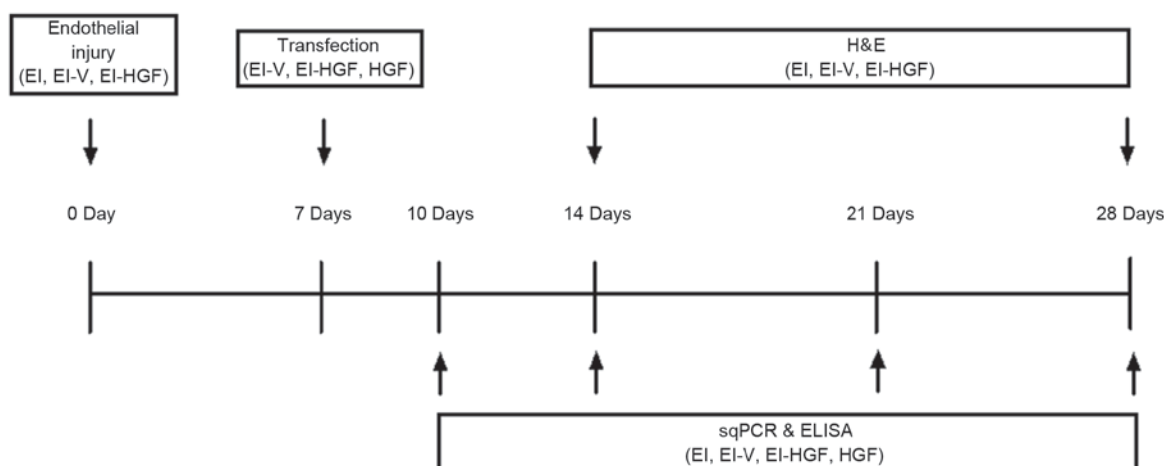 Endothelial
injury
(EI, EI-V, EI-HGF)
Transfection
(EI-V, EI-HGF, HGF)
H&E
(EI, EI-V, EI-HGF)
0 Day
7 Days
10 Days
14 Days
21 Days
28 Days
sqPCR & ELISA
(EI, EI-V, EI-HGF, HGF)